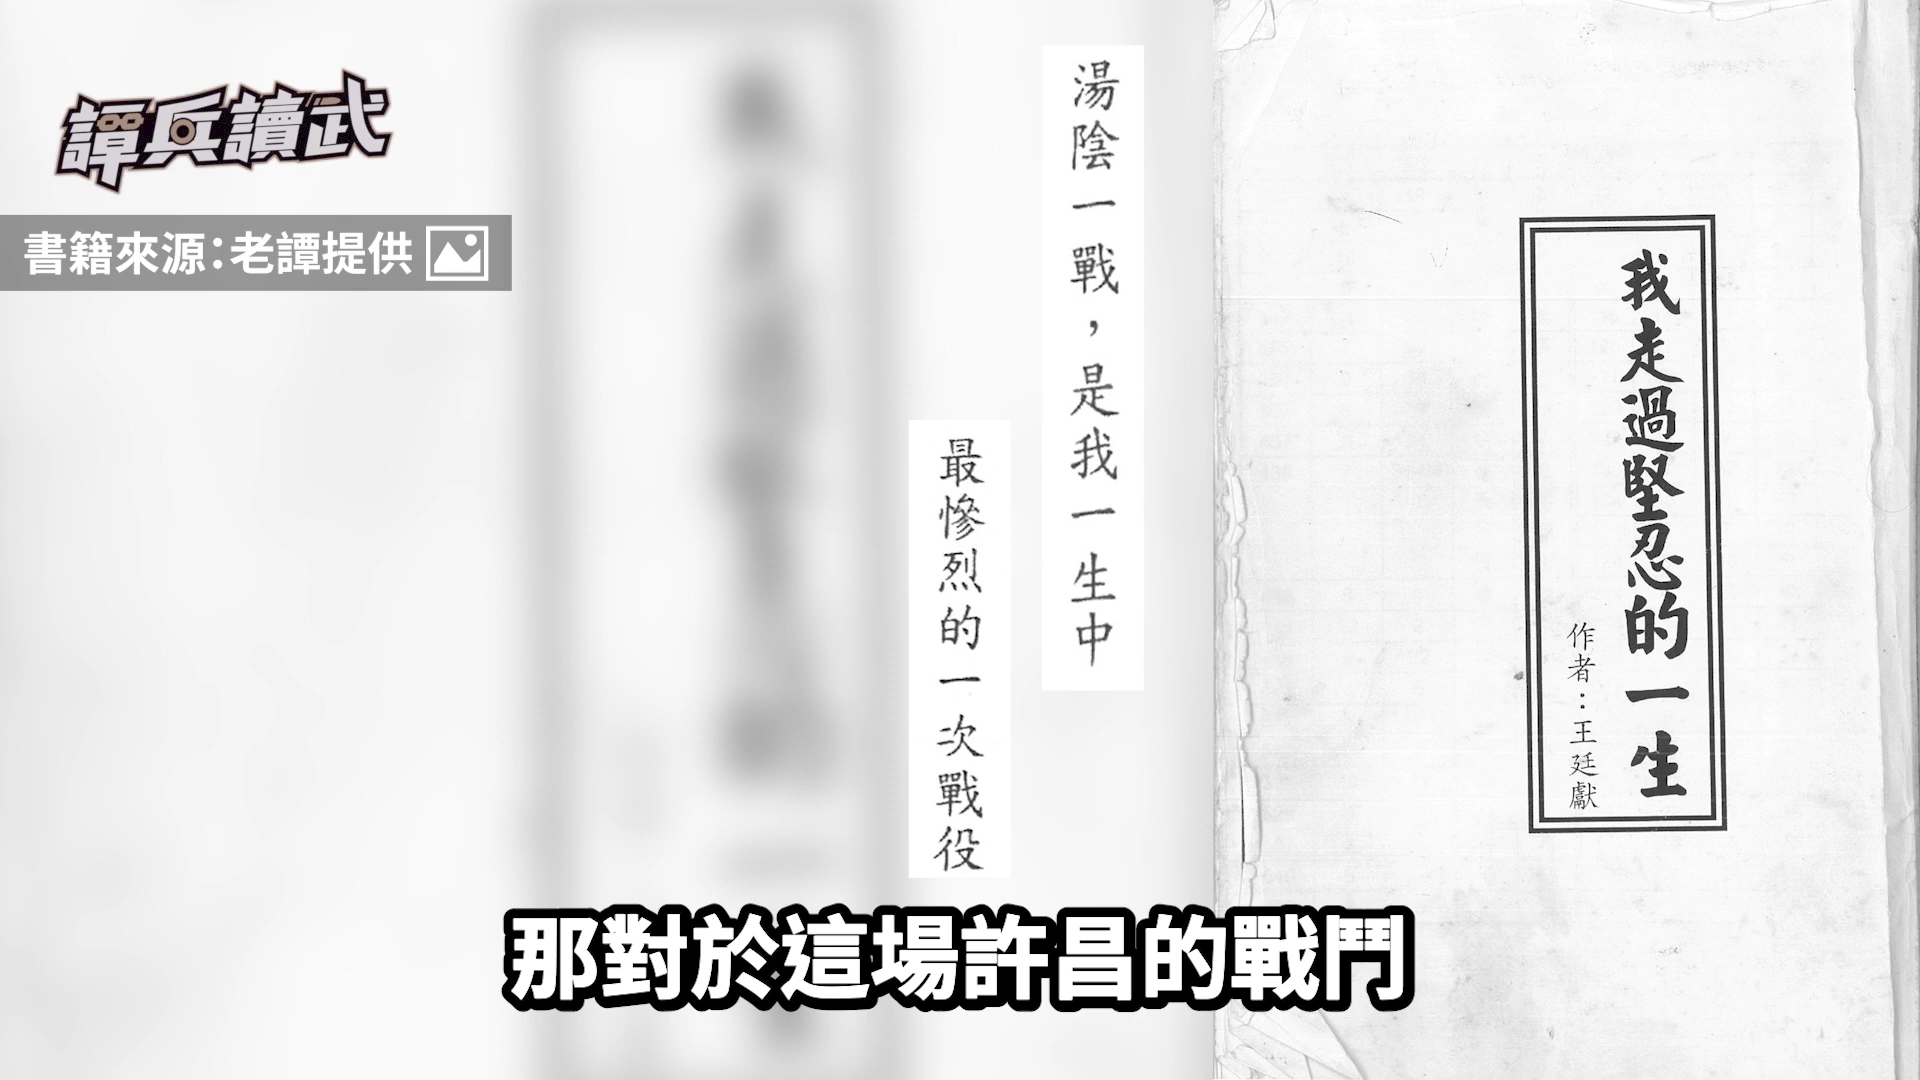 譚兵讀武
書籍來源：老譚提供
湯陰一戰，是我一生中
最慘烈的一次戰役
我走過堅忍的一生
作者：王廷獻
那對於這場許昌的戰鬥